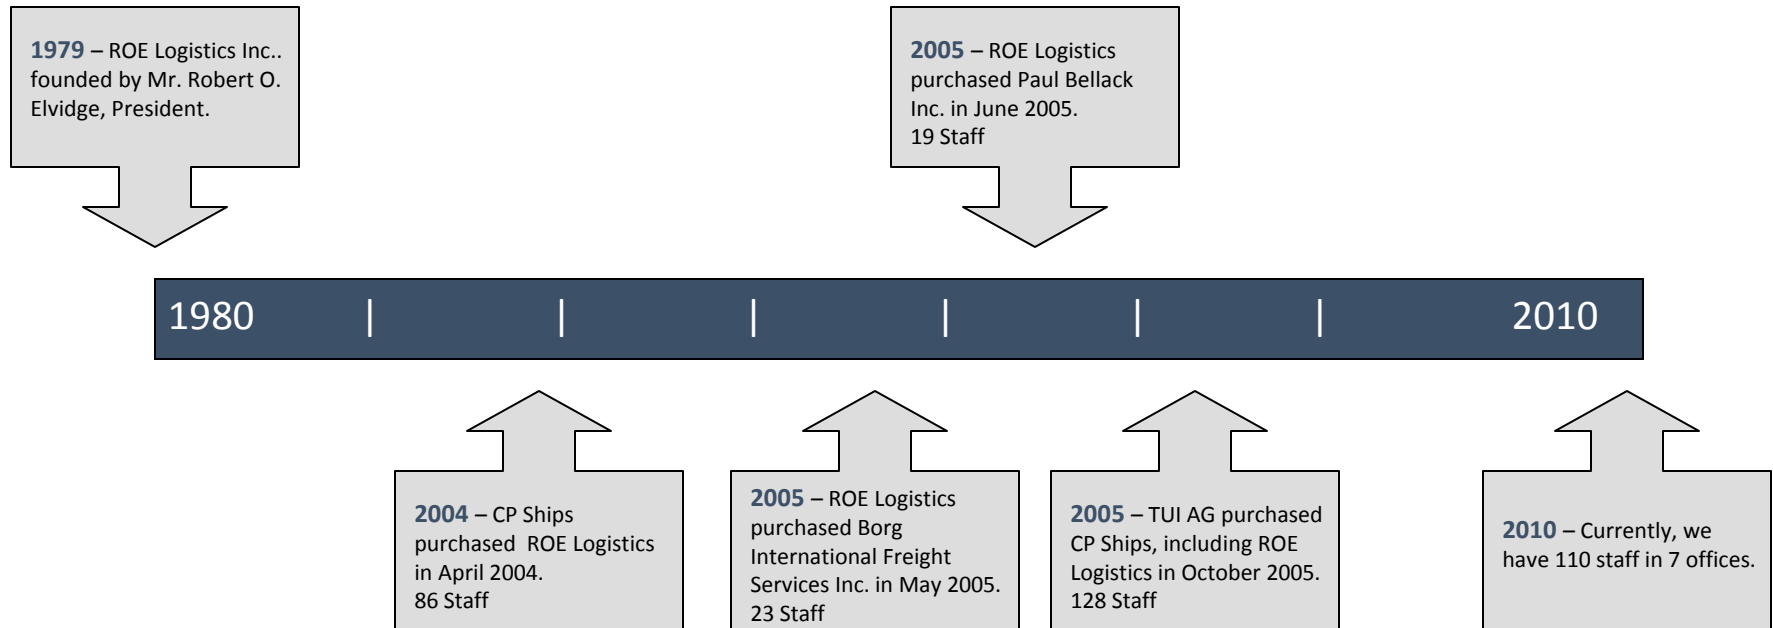 1979 – ROE Logistics Inc..
founded by Mr. Robert O.
Elvidge, President.
2005 – ROE Logistics
purchased Paul Bellack
Inc. in June 2005.
19 Staff
1980 | | | | | | 2010
2004 – CP Ships
purchased ROE Logistics
in April 2004.
86 Staff
2005 – ROE Logistics
purchased Borg
International Freight
Services Inc. in May 2005.
23 Staff
2005 – TUI AG purchased
CP Ships, including ROE
Logistics in October 2005.
128 Staff
2010 – Currently, we
have 110 staff in 7 offices.